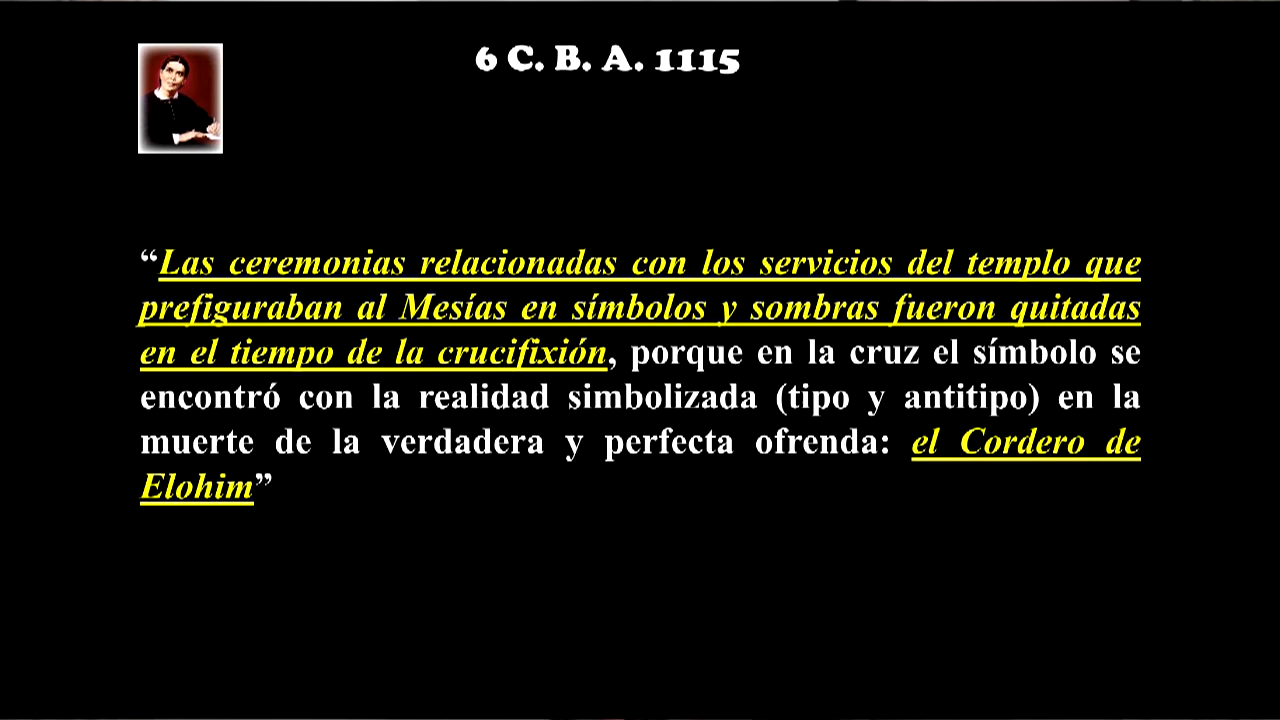 6 C. B. A. 1115
“Las ceremonias relacionadas con los servicios del templo que
prefiguraban al Mesías en símbolos y sombras fueron quitadas
en el tiempo de la crucifixión, porque en la cruz el símbolo se
encontró con la realidad simbolizada (tipo y antitipo) en la
muerte de la verdadera y perfecta ofrenda: el Cordero de
Elohim”